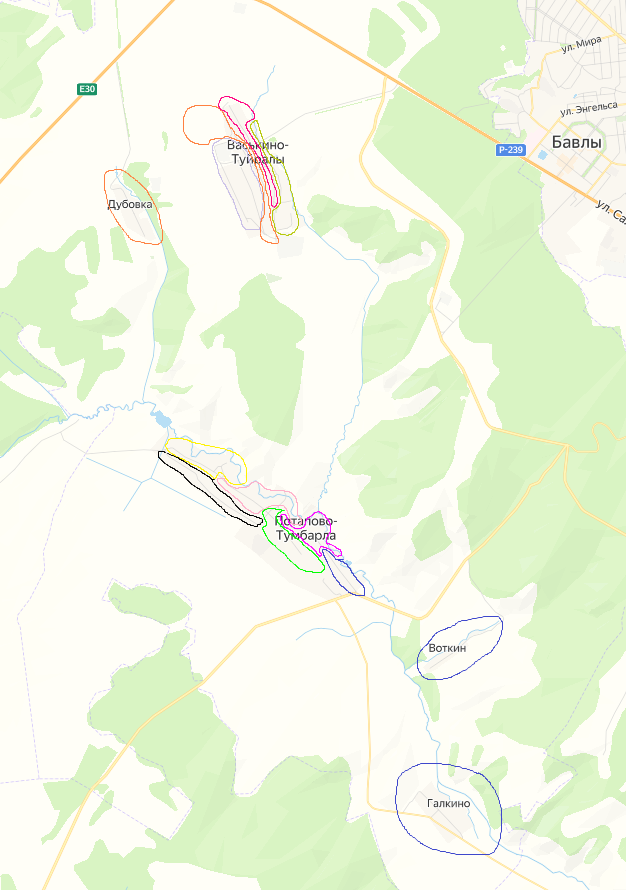 ул. Мира
E30
ул. Энгельса
Васькино-
Туйралы
Р-239
Бавлы
Дубовка
ул. Са
Поталово-
Тумбарла
Воткин
Галкино